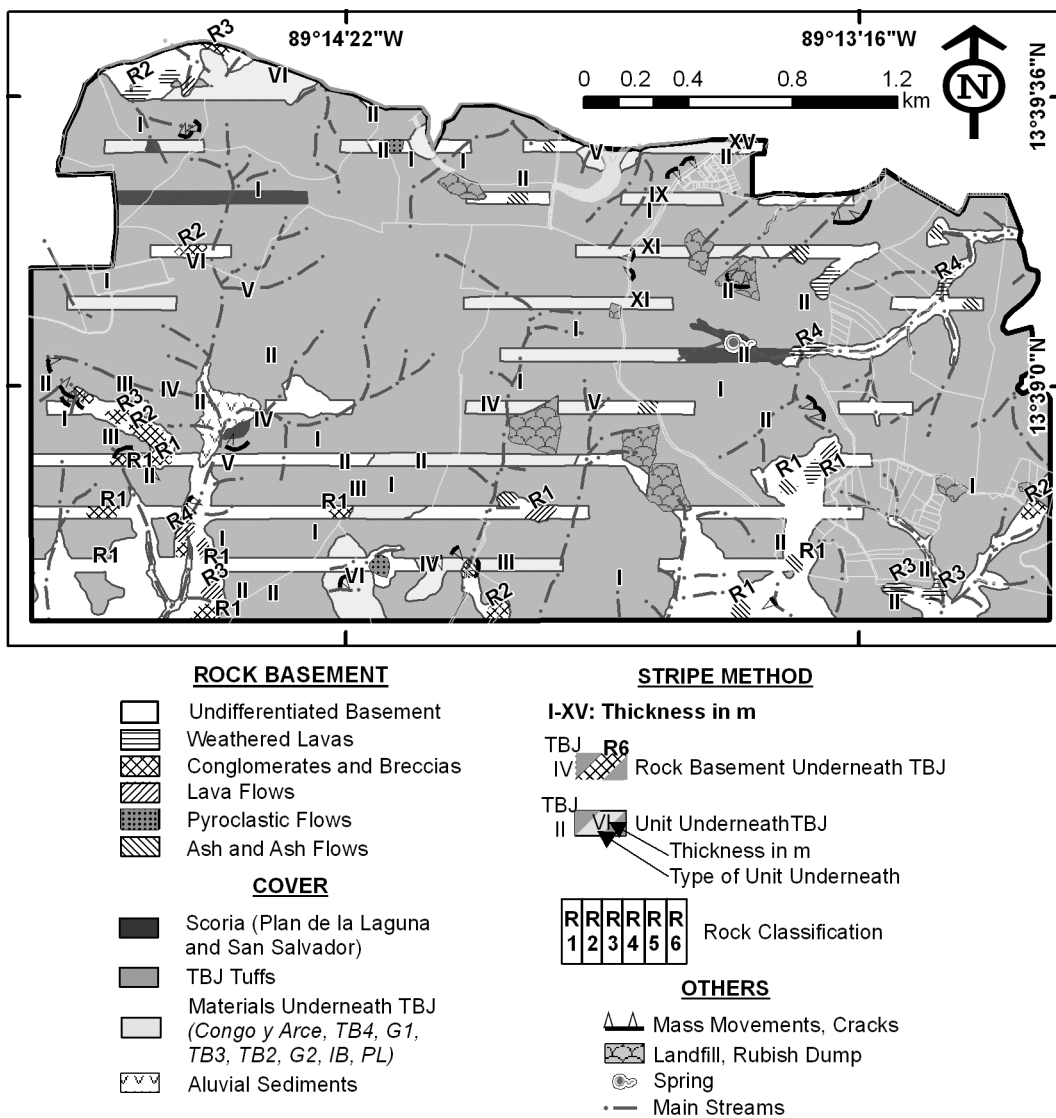 89°14'22"W
89°13'16"W
0 0.2 0.4 0.8 1.2
km
N
13°39'36"N
13°39'0"N
R3
R2
VI
II
I
II
I
I
V
XV
II
II
I
IX
I
R2
VI
XI
R4
I
V
II
II
XI
I
R4
II
II
I
I
II
III
IV
II
R3
R2
IV
I
III
IV
IV
II
I
R1
R1
II
V
II
II
R1
R1
I
R1
R1
III
I
R1
R2
R4
I
I
R1
R1
R3
II
II
R1
VI
IV
III
R2
I
II
R1
R1
R3
II
R3
II
ROCK BASEMENT
Undifferentiated Basement
Weathered Lavas
Conglomerates and Breccias
Lava Flows
Pyroclastic Flows
Ash and Ash Flows
COVER
Scoria (Plan de la Laguna
and San Salvador)
TBJ Tuffs
Materials Underneath TBJ
(Congo y Arce, TB4, G1,
TB3, TB2, G2, IB, PL)
Aluvial Sediments
STRIPE METHOD
I-XV: Thickness in m
TBJ R6
IV Rock Basement Underneath TBJ
TBJ
II VI Unit UnderneathTBJ
Thickness in m
Type of Unit Underneath
R R R R R R
1 2 3 4 5 6
Rock Classification
OTHERS
Mass Movements, Cracks
Landfill, Rubish Dump
Spring
Main Streams